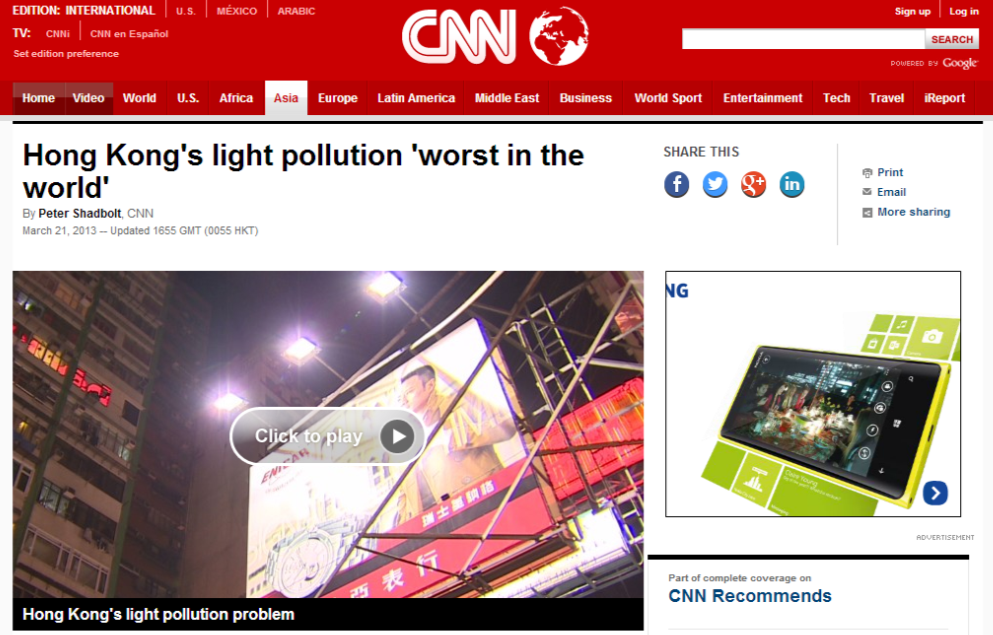 EDITION: INTERNATIONAL
U.S.
MÉXICO
ARABIC
TV:
CNNi
CNN en Español
Set edition preference
CNN
Sign up
Log in
SEARCH
POWERED BY Google
Home
Video
World
U.S.
Africa
Asia
Europe
Latin America
Middle East
Business
World Sport
Entertainment
Tech
Travel
iReport
Hong Kong's light pollution 'worst in the
world'
By Peter Shadbolt, CNN
March 21, 2013 -- Updated 1655 GMT (0055 HKT)
SHARE THIS
Print
Email
More sharing
Click to play
瑞士
表行
Hong Kong's light pollution problem
NG
ADVERTISEMENT
Part of complete coverage on
CNN Recommends